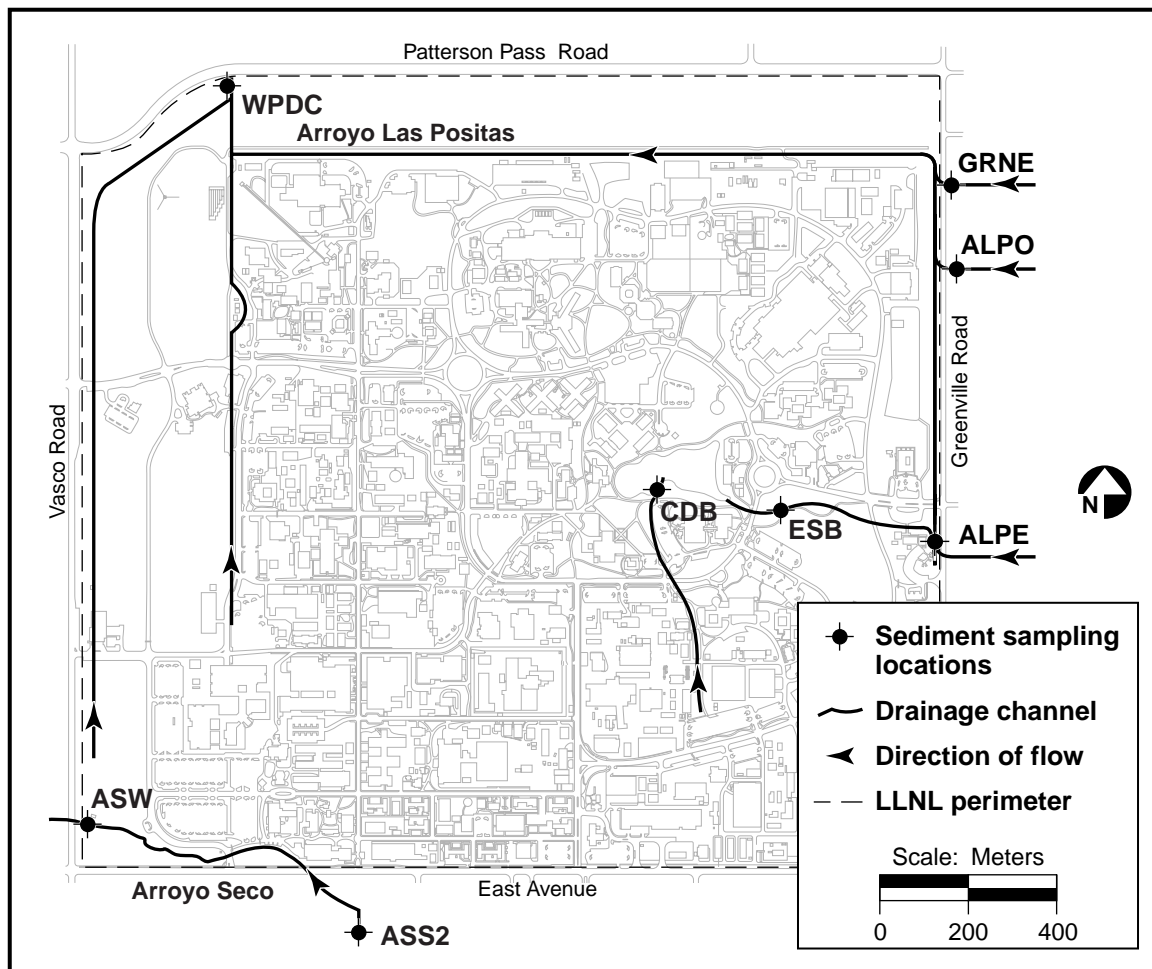 Patterson Pass Road
WPDC
Arroyo Las Positas
GRNE
ALPO
Greenville Road
Vasco Road
CDB
ESB
ALPE
N
ASW
Arroyo Seco
East Avenue
ASS2
Sediment sampling
locations
Drainage channel
Direction of flow
LLNL perimeter
Scale: Meters
0 200 400